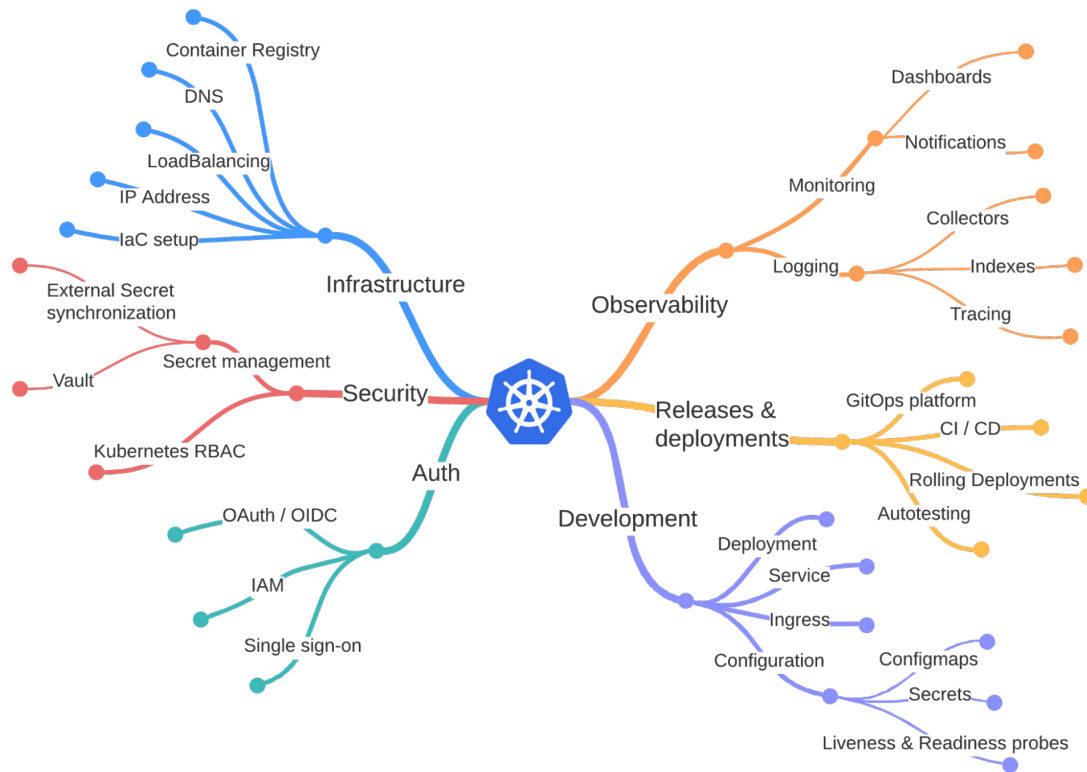 Container Registry
DNS
LoadBalancing
IP Address
IaC setup
Infrastructure
External Secret
synchronization
Vault
Secret management
Kubernetes RBAC
Security
Auth
OAuth / OIDC
IAM
Single sign-on
Dashboards
Notifications
Monitoring
Collectors
Logging
Indexes
Tracing
Observability
Releases &
deployments
GitOps platform
CI / CD
Rolling Deployments
Autotesting
Development
Deployment
Service
Ingress
Configuration
Configmaps
Secrets
Liveness & Readiness probes